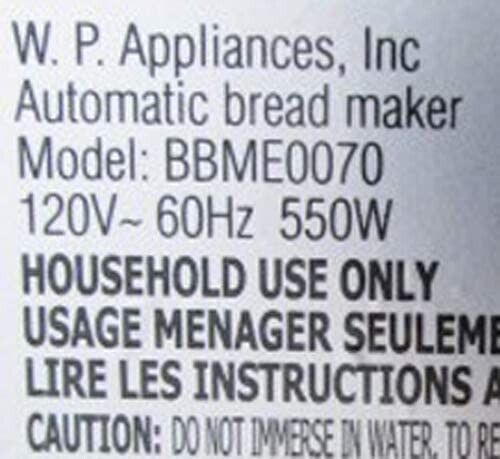 W. P. Appliances, Inc
Automatic bread maker
Model: BBME0070
120V~ 60Hz 550W
HOUSEHOLD USE ONLY
USAGE MENAGER SEULEME
LIRE LES INSTRUCTIONS A
CAUTION: DO NOT IMMERSE IN WATER, TO RE